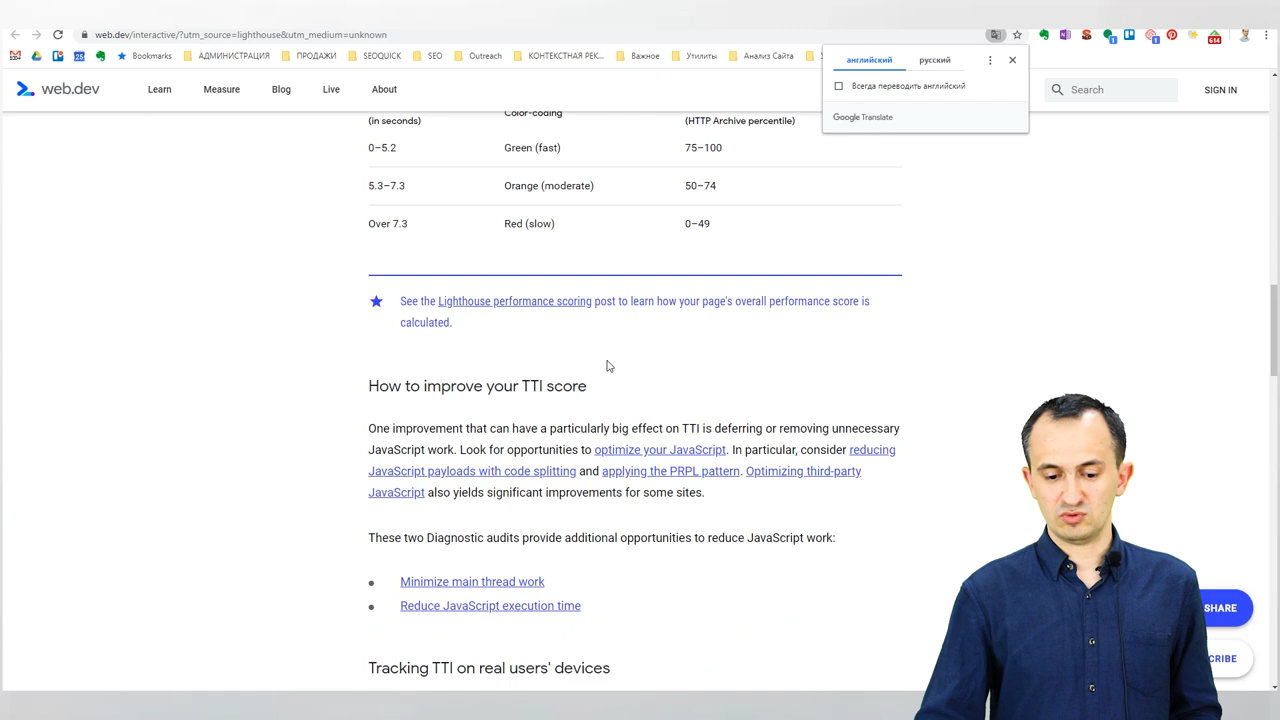 web.dev/interactive/?utm_source=lighthouse&utm_medium=unknown
Bookmarks АДМИНИСТРАЦИЯ ПРОДАЖИ SEOQUICK SEO Outreach КОНТЕКСТНАЯ РЕК... Важное Утилиты Анализ Сайта
английский русский
Всегда переводить английский
Google Translate
web.dev Learn Measure Blog Live About Search SIGN IN
Color-coding
(in seconds) (HTTP Archive percentile)
0–5.2 Green (fast) 75–100
5.3–7.3 Orange (moderate) 50–74
Over 7.3 Red (slow) 0–49
See the Lighthouse performance scoring post to learn how your page's overall performance score is
calculated.
How to improve your TTI score
One improvement that can have a particularly big effect on TTI is deferring or removing unnecessary
JavaScript work. Look for opportunities to optimize your JavaScript. In particular, consider reducing
JavaScript payloads with code splitting and applying the PRPL pattern. Optimizing third-party
JavaScript also yields significant improvements for some sites.
These two Diagnostic audits provide additional opportunities to reduce JavaScript work:
Minimize main thread work
Reduce JavaScript execution time
SHARE
CRIBE
Tracking TTI on real users' devices